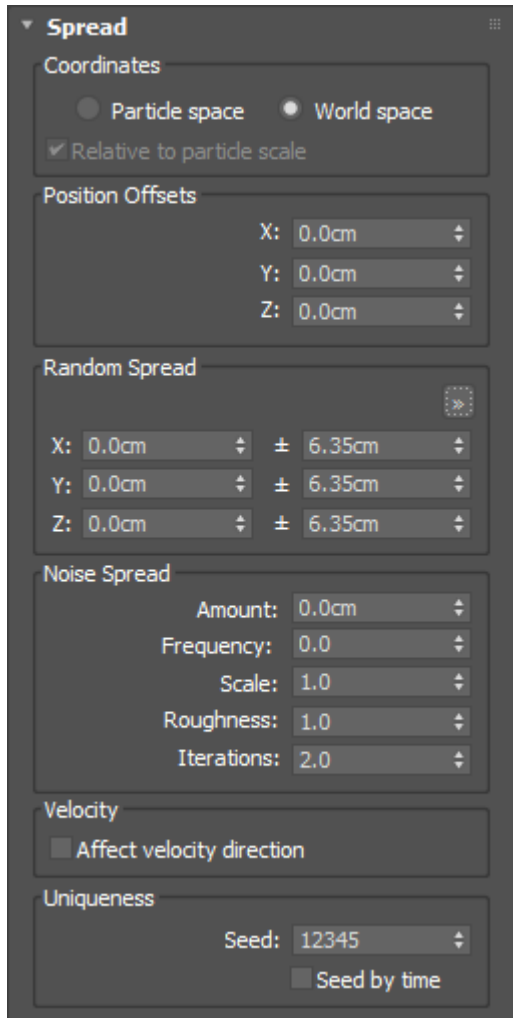 Spread
Coordinates
Particle space World space
Relative to particle scale
Position Offsets
X: 0.0cm
Y: 0.0cm
Z: 0.0cm
Random Spread
»
X: 0.0cm ± 6.35cm
Y: 0.0cm ± 6.35cm
Z: 0.0cm ± 6.35cm
Noise Spread
Amount: 0.0cm
Frequency: 0.0
Scale: 1.0
Roughness: 1.0
Iterations: 2.0
Velocity
Affect velocity direction
Uniqueness
Seed: 12345
Seed by time